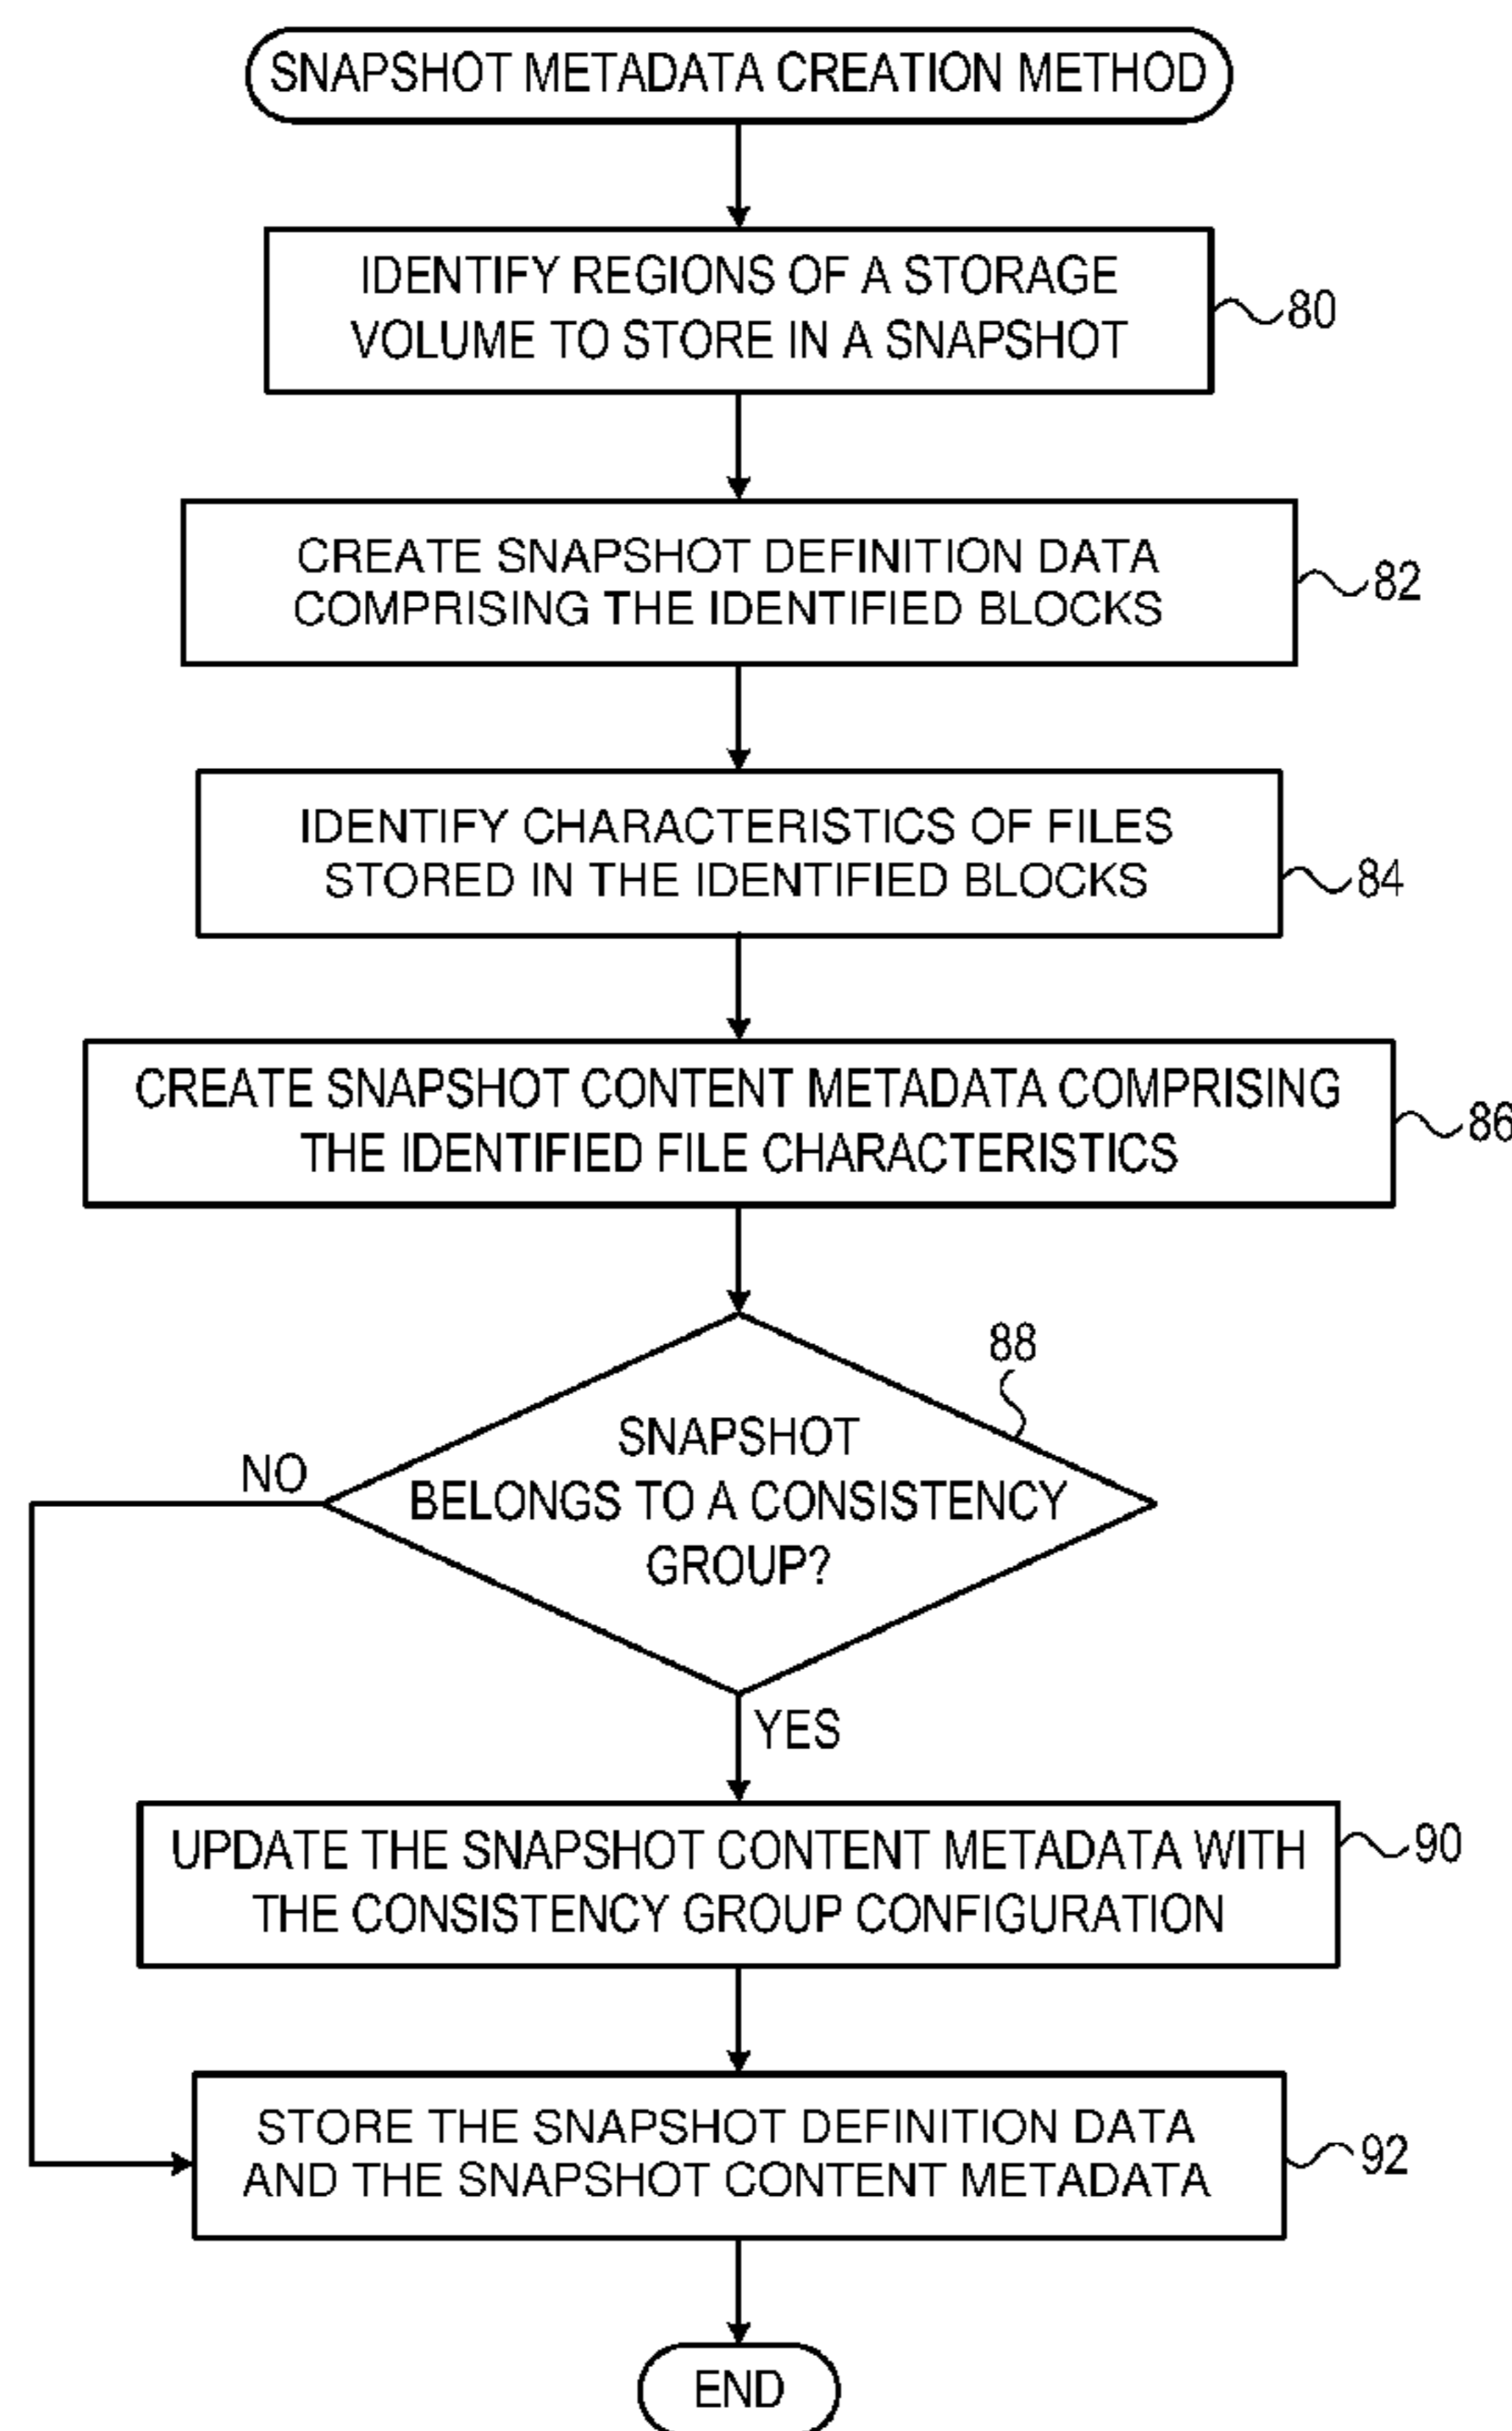 SNAPSHOT METADATA CREATION METHOD
IDENTIFY REGIONS OF A STORAGE
VOLUME TO STORE IN A SNAPSHOT
80
CREATE SNAPSHOT DEFINITION DATA
COMPRISING THE IDENTIFIED BLOCKS
82
IDENTIFY CHARACTERISTICS OF FILES
STORED IN THE IDENTIFIED BLOCKS
84
CREATE SNAPSHOT CONTENT METADATA COMPRISING
THE IDENTIFIED FILE CHARACTERISTICS
86
88
SNAPSHOT
BELONGS TO A CONSISTENCY
GROUP?
NO
YES
UPDATE THE SNAPSHOT CONTENT METADATA WITH
THE CONSISTENCY GROUP CONFIGURATION
90
STORE THE SNAPSHOT DEFINITION DATA
AND THE SNAPSHOT CONTENT METADATA
92
END